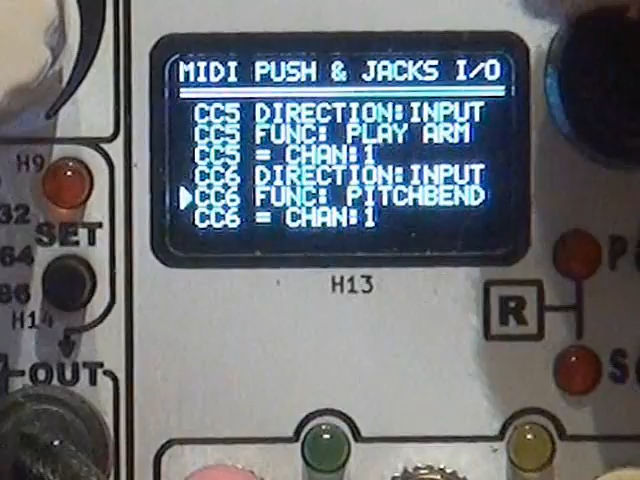 MIDI PUSH & JACKS I/O
CC5 DIRECTION:INPUT
CC5 FUNC: PLAY ARM
CC5 = CHAN:1
CC6 DIRECTION:INPUT
CC6 FUNC: PITCHBEND
CC6 = CHAN:1
H9
32
SET
64
H13
R
H14
OUT